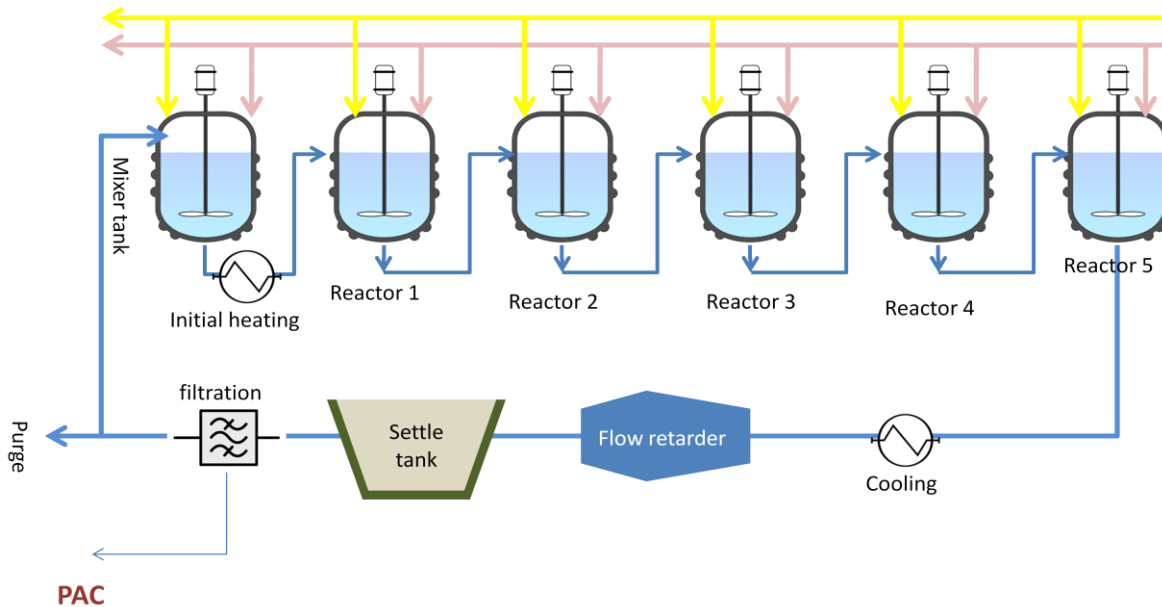 Mixer tank
Initial heating
Reactor 1
Reactor 2
Reactor 3
Reactor 4
Reactor 5
filtration
Settle
tank
Flow retarder
Cooling
Purge
PAC